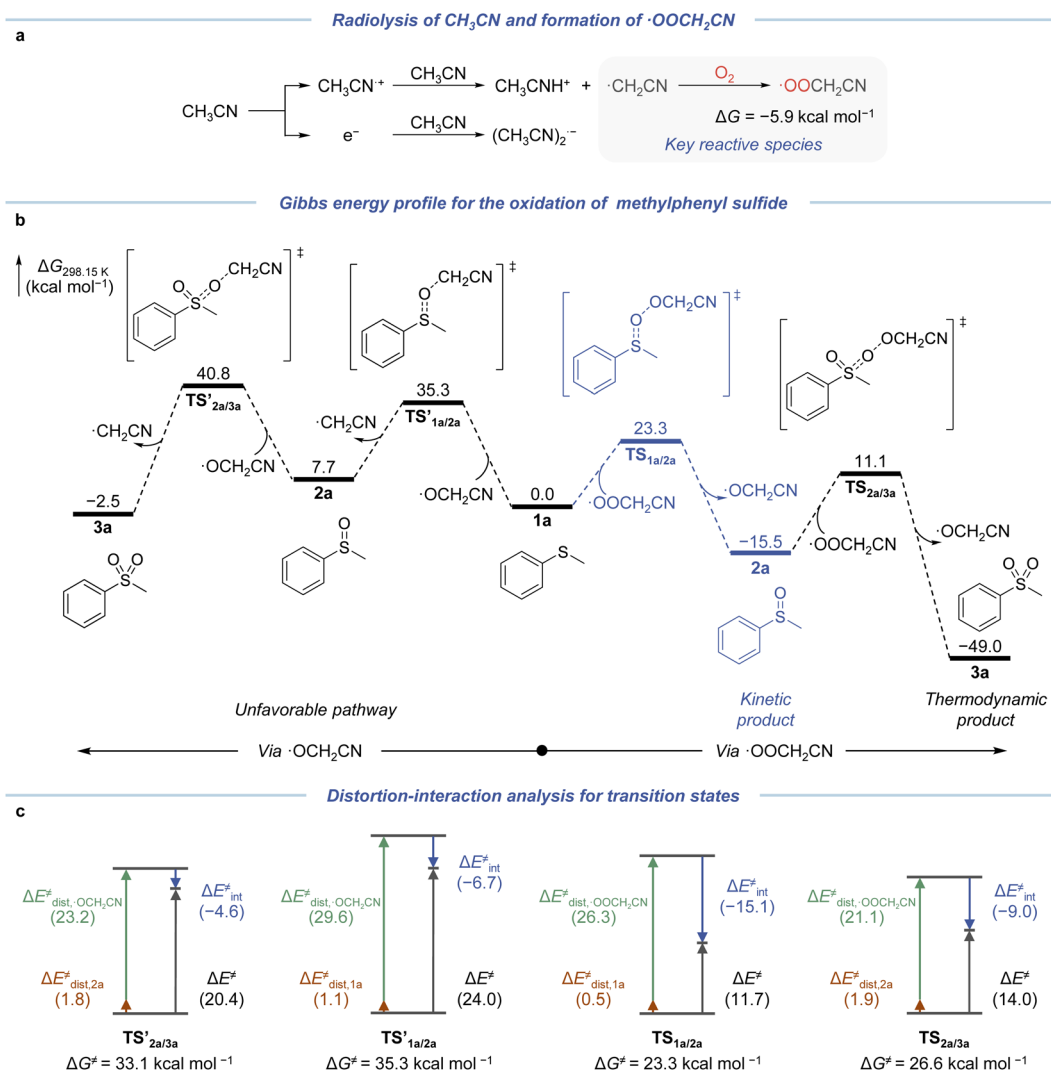 Radiolysis of CH₃CN and formation of ·OOCH₂CN
a
CH₃CN
CH₃CN·⁺
CH₃CN
CH₃CNH⁺ + ·CH₂CN
O₂
·OOCH₂CN
e⁻
CH₃CN
(CH₃CN)₂·⁻
ΔG = −5.9 kcal mol⁻¹
Key reactive species
Gibbs energy profile for the oxidation of methylphenyl sulfide
b
ΔG298.15 K
(kcal mol⁻¹)
O
O
CH₂CN
S
‡
O
CH₂CN
S
‡
O
OCH₂CN
S
‡
O
O
OCH₂CN
S
‡
40.8
TS'2a/3a
35.3
TS'1a/2a
23.3
TS1a/2a
11.1
TS2a/3a
·CH₂CN
·OCH₂CN
·CH₂CN
·OCH₂CN
·OOCH₂CN
·OCH₂CN
·OOCH₂CN
·OCH₂CN
−2.5
3a
7.7
2a
0.0
1a
−15.5
2a
−49.0
3a
O O
S
O
S
S
O
S
O O
S
Unfavorable pathway
Kinetic
product
Thermodynamic
product
Via ·OCH₂CN
Via ·OOCH₂CN
Distortion-interaction analysis for transition states
c
ΔE≠dist,·OCH₂CN
(23.2)
ΔE≠int
(−4.6)
ΔE≠dist,2a
(1.8)
ΔE≠
(20.4)
TS'2a/3a
ΔG≠ = 33.1 kcal mol⁻¹
ΔE≠dist,·OCH₂CN
(29.6)
ΔE≠int
(−6.7)
ΔE≠dist,1a
(1.1)
ΔE≠
(24.0)
TS'1a/2a
ΔG≠ = 35.3 kcal mol⁻¹
ΔE≠dist,·OOCH₂CN
(26.3)
ΔE≠int
(−15.1)
ΔE≠dist,1a
(0.5)
ΔE≠
(11.7)
TS1a/2a
ΔG≠ = 23.3 kcal mol⁻¹
ΔE≠dist,·OOCH₂CN
(21.1)
ΔE≠int
(−9.0)
ΔE≠dist,2a
(1.9)
ΔE≠
(14.0)
TS2a/3a
ΔG≠ = 26.6 kcal mol⁻¹